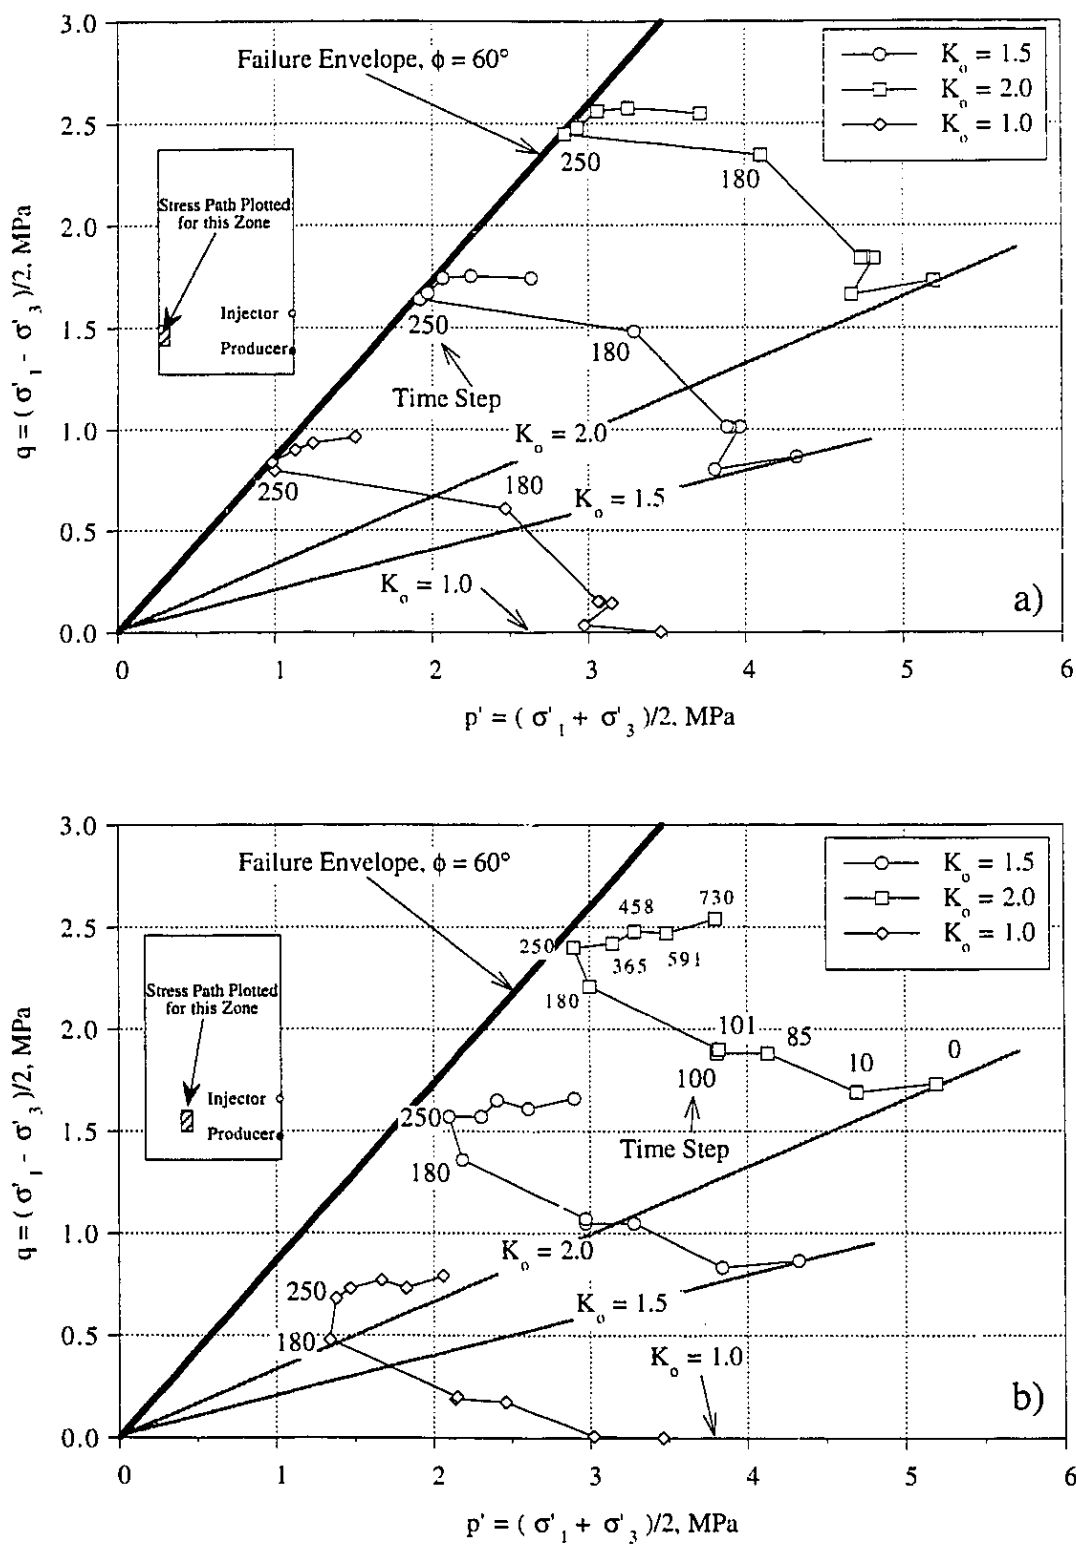 3.0
2.5
2.0
1.5
1.0
0.5
0.0
q = ( σ'1 - σ'3 )/2, MPa
Failure Envelope, ϕ = 60°
Ko = 1.5
Ko = 2.0
Ko = 1.0
Stress Path Plotted
for this Zone
Injector
Producer
250
180
250
180
Time Step
250
180
Ko = 2.0
Ko = 1.5
Ko = 1.0
a)
0 1 2 3 4 5 6
p' = ( σ'1 + σ'3 )/2, MPa
3.0
2.5
2.0
1.5
1.0
0.5
0.0
q = ( σ'1 - σ'3 )/2, MPa
Failure Envelope, ϕ = 60°
Ko = 1.5
Ko = 2.0
Ko = 1.0
Stress Path Plotted
for this Zone
Injector
Producer
458 730
250
365 591
180
101
85
10 0
100
Time Step
250
180
Ko = 2.0
250
Ko = 1.5
180
Ko = 1.0
b)
0 1 2 3 4 5 6
p' = ( σ'1 + σ'3 )/2, MPa